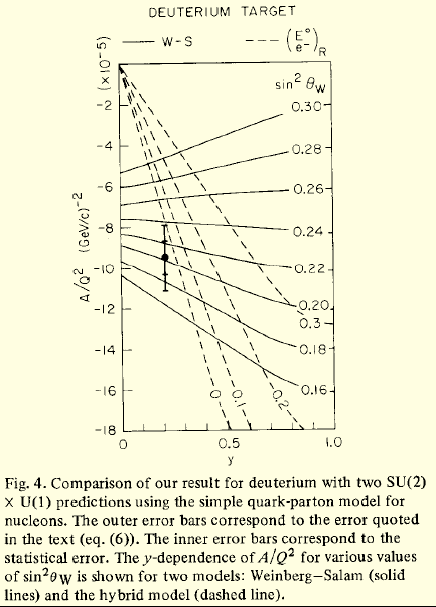 DEUTERIUM TARGET
— W-S --- (E° e⁻)R
sin² θW
(×10⁻⁵)
0
-2
-4
-6
-8
-10
-12
-14
-16
-18
A/Q² (GeV/c)⁻²
0.30
0.28
0.26
0.24
0.22
0.20
0.3
0.18
0.16
0
0.1
0.2
0
0.5
1.0
y
Fig. 4. Comparison of our result for deuterium with two SU(2)
× U(1) predictions using the simple quark-parton model for
nucleons. The outer error bars correspond to the error quoted
in the text (eq. (6)). The inner error bars correspond to the
statistical error. The y-dependence of A/Q² for various values
of sin²θW is shown for two models: Weinberg–Salam (solid
lines) and the hybrid model (dashed line).